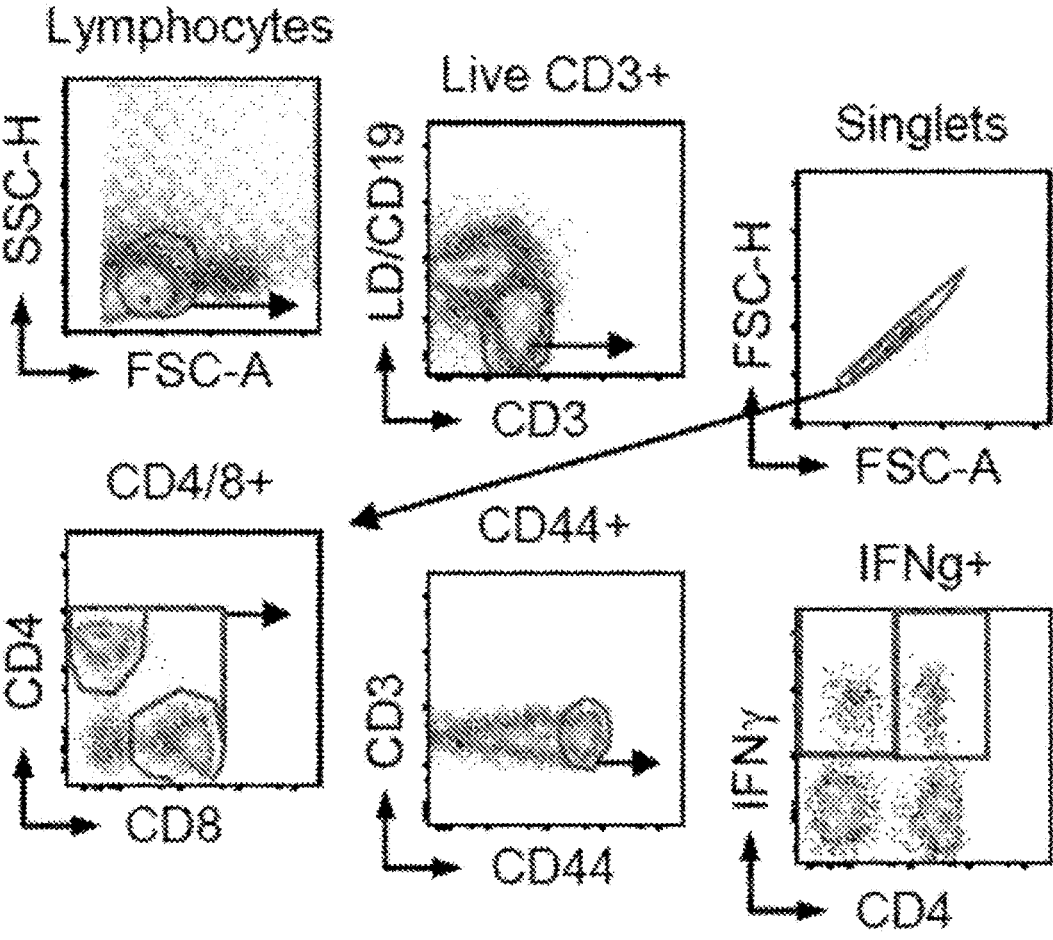 Lymphocytes
SSC-H
FSC-A
Live CD3+
LD/CD19
CD3
Singlets
FSC-H
FSC-A
CD4/8+
CD4
CD8
CD44+
CD3
CD44
IFNg+
IFNγ
CD4